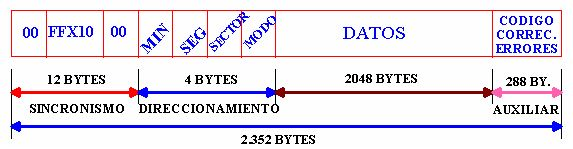 00 FFX10 00 MIN SEG SECTOR MODO DATOS CODIGO
CORREC.
ERRORES
12 BYTES 4 BYTES 2048 BYTES 288 BY.
SINCRONISMO DIRECCIONAMIENTO AUXILIAR
2.352 BYTES